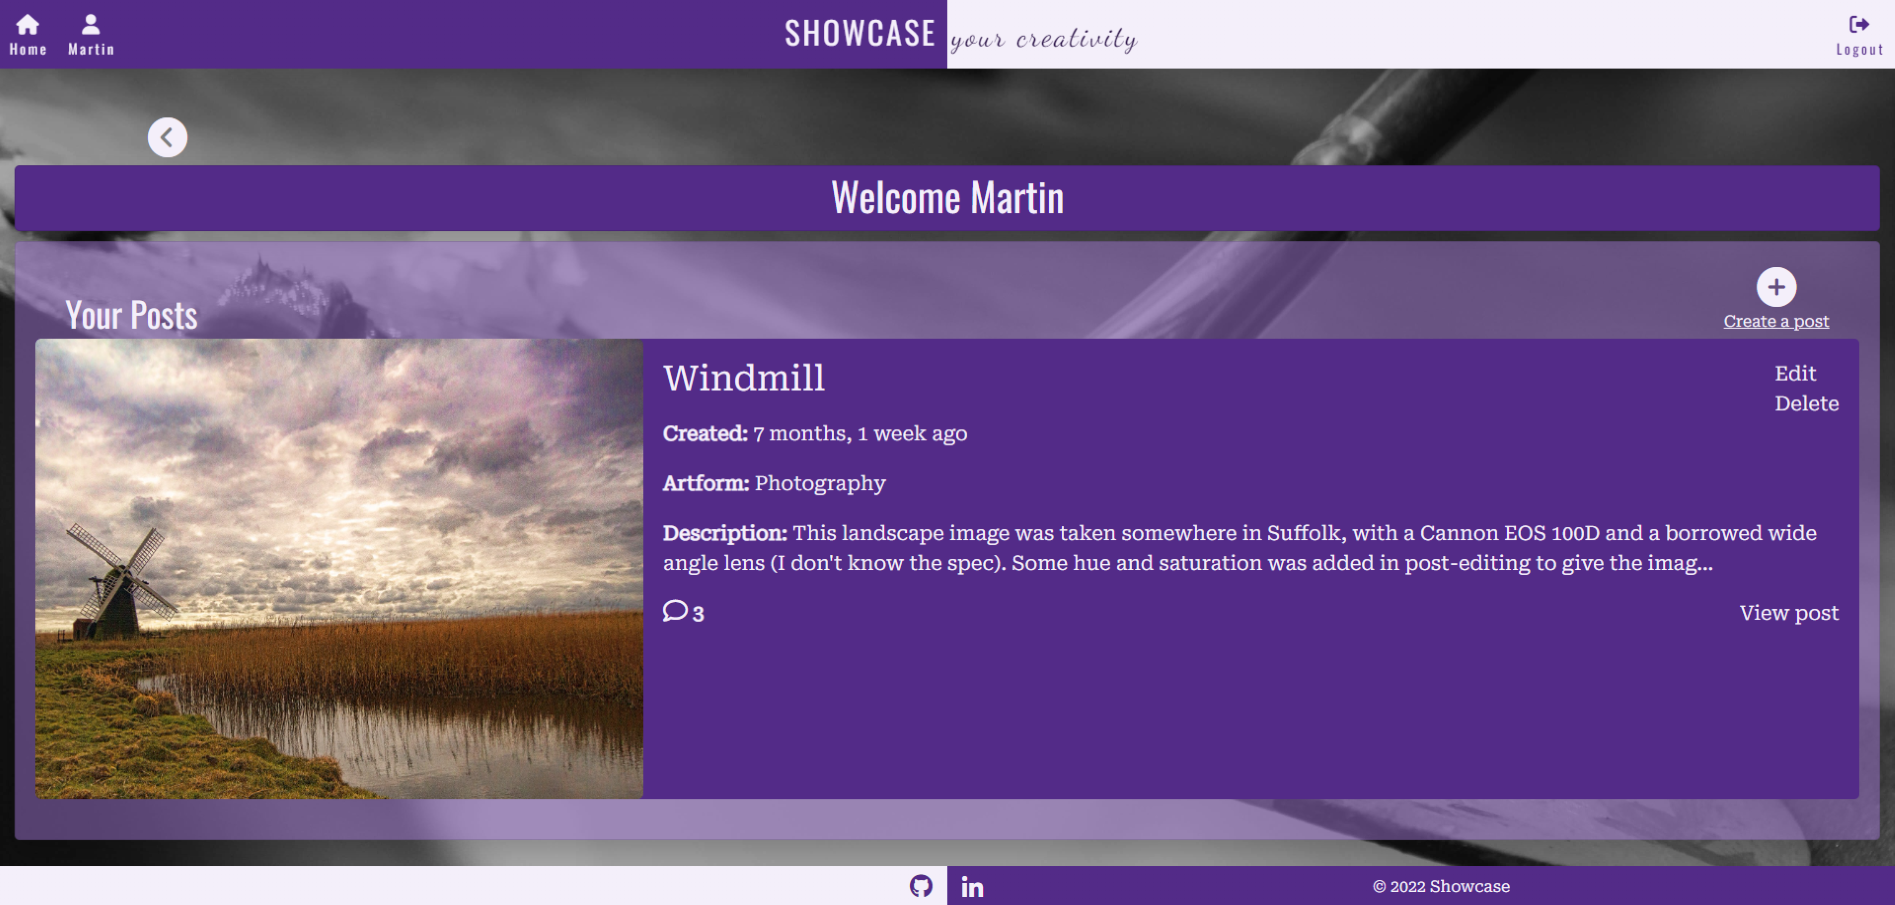 Home
Martin
SHOWCASE your creativity
Logout
Welcome Martin
Your Posts
Create a post
Windmill
Edit
Delete
Created: 7 months, 1 week ago
Artform: Photography
Description: This landscape image was taken somewhere in Suffolk, with a Cannon EOS 100D and a borrowed wide
angle lens (I don't know the spec). Some hue and saturation was added in post-editing to give the imag...
3
View post
in
© 2022 Showcase